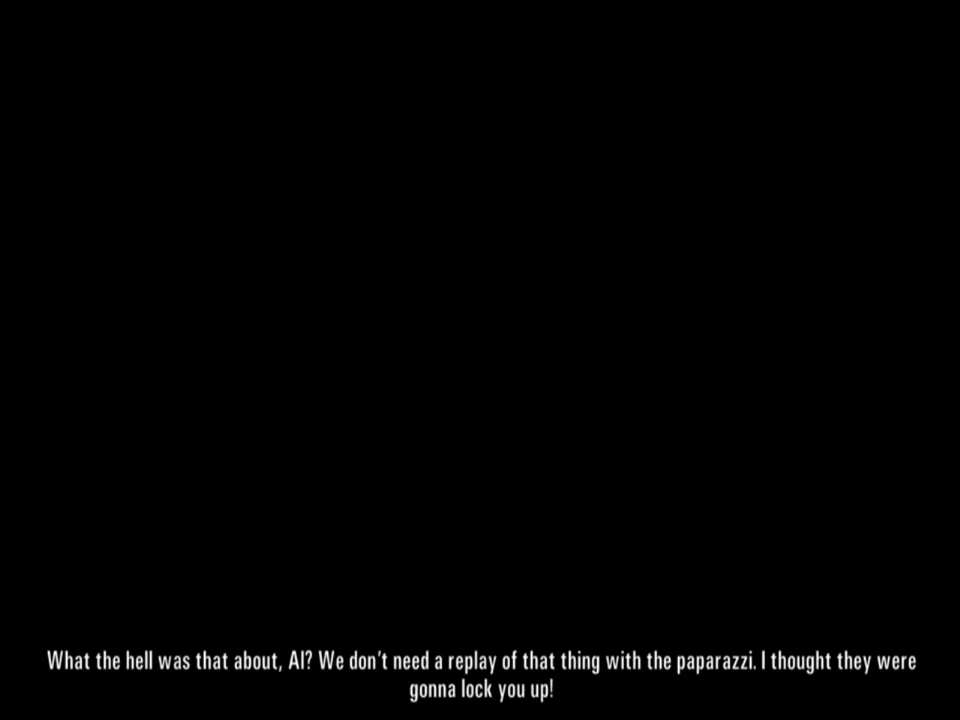 What the hell was that about, Al? We don't need a replay of that thing with the paparazzi. I thought they were
gonna lock you up!